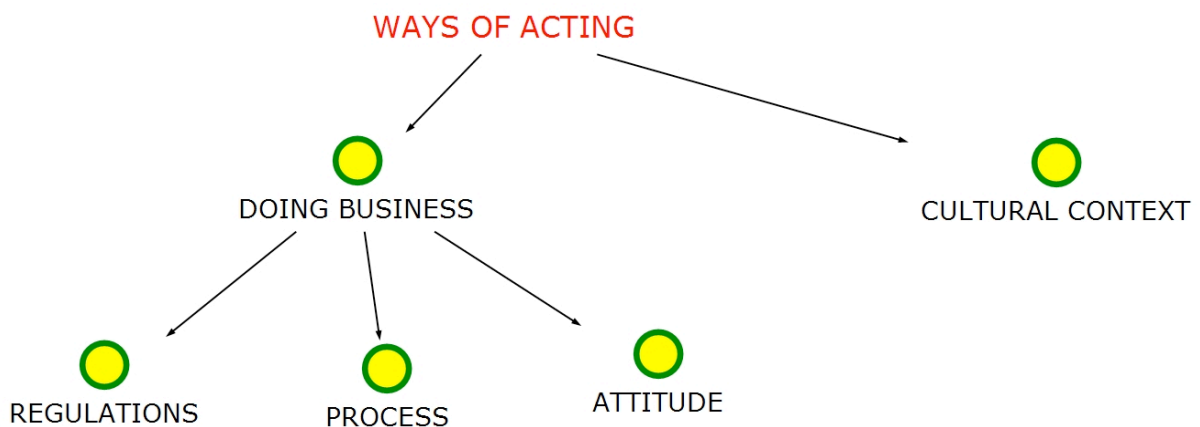 WAYS OF ACTING
DOING BUSINESS
CULTURAL CONTEXT
REGULATIONS
PROCESS
ATTITUDE